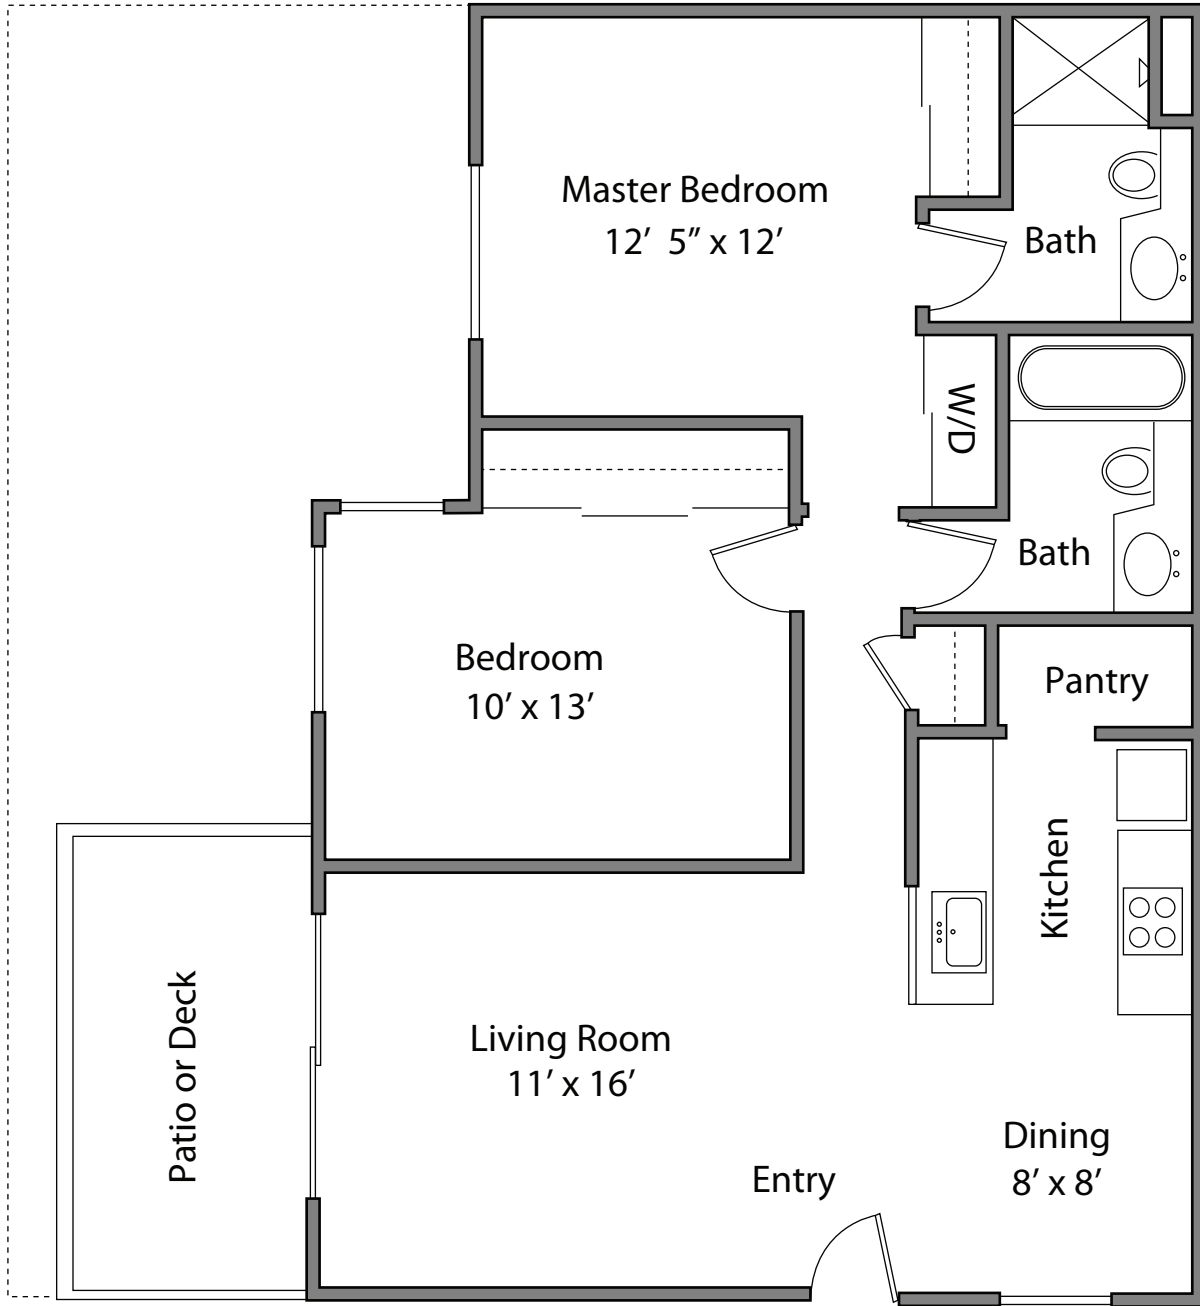 Master Bedroom
12’ 5” x 12’
Bath
W/D
Bath
Bedroom
10’ x 13’
Pantry
Kitchen
Patio or Deck
Living Room
11’ x 16’
Dining
8’ x 8’
Entry